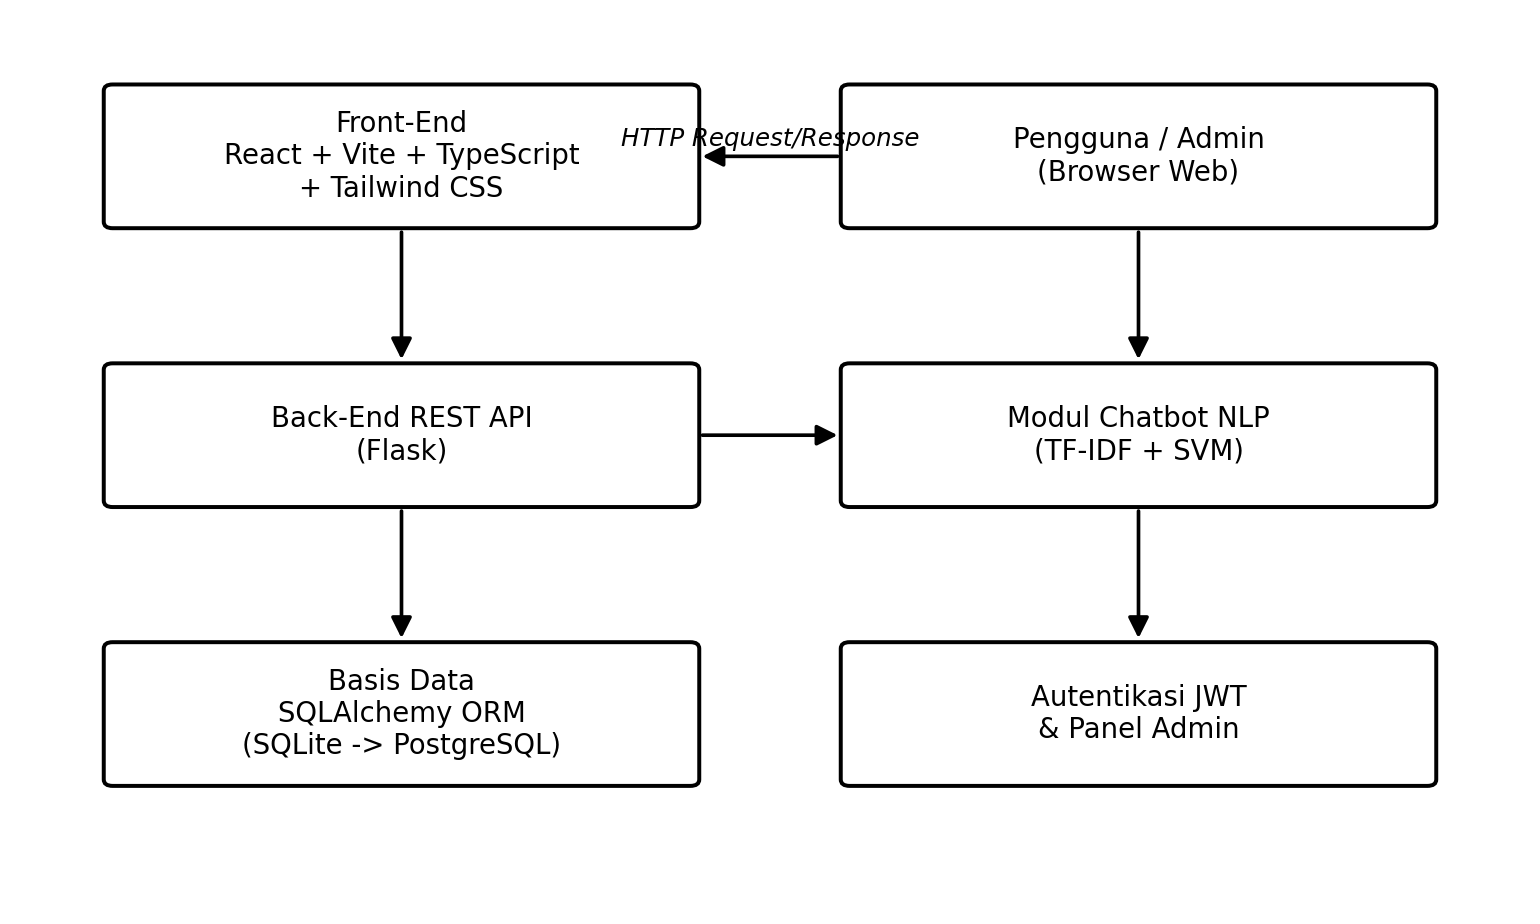 Front-End
React + Vite + TypeScript
+ Tailwind CSS
HTTP Request/Response
Pengguna / Admin
(Browser Web)
Back-End REST API
(Flask)
Modul Chatbot NLP
(TF-IDF + SVM)
Basis Data
SQLAlchemy ORM
(SQLite -> PostgreSQL)
Autentikasi JWT
& Panel Admin